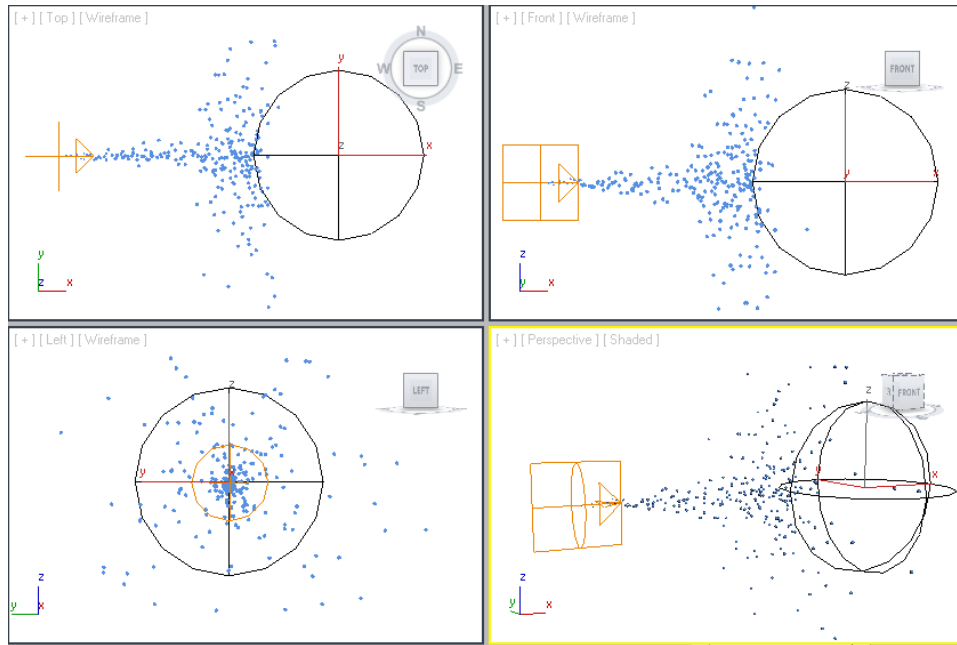 [ + ] [ Top ] [ Wireframe ]
N
W TOP E
S
y
z
x
y
z x
[ + ] [ Front ] [ Wireframe ]
FRONT
z
y x
z
y x
[ + ] [ Left ] [ Wireframe ]
LEFT
z
y
z
y x
[ + ] [ Perspective ] [ Shaded ]
FRONT
z
x
z
y x